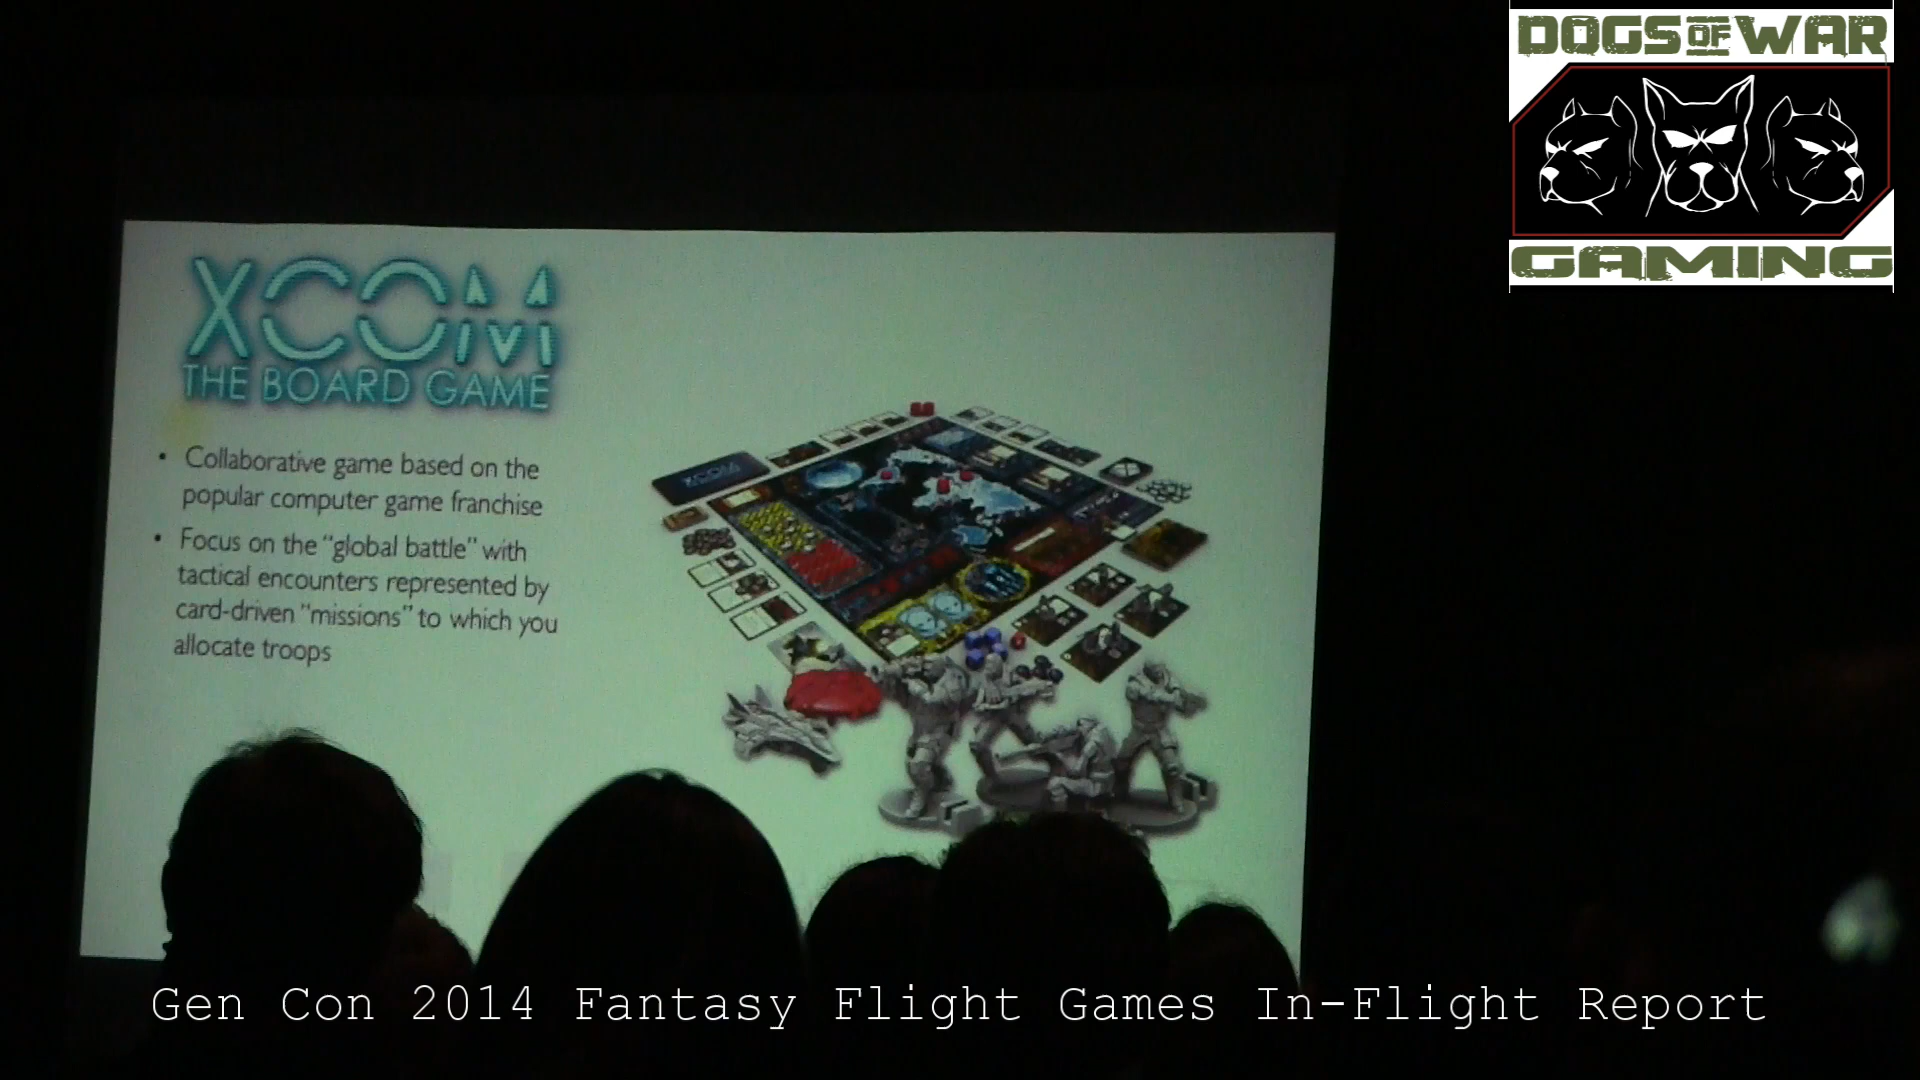 DOGS OF WAR
GAMING
XCOM
THE BOARD GAME
• Collaborative game based on the
popular computer game franchise
• Focus on the "global battle" with
tactical encounters represented by
card-driven "missions" to which you
allocate troops
XCOM
Gen Con 2014 Fantasy Flight Games In-Flight Report